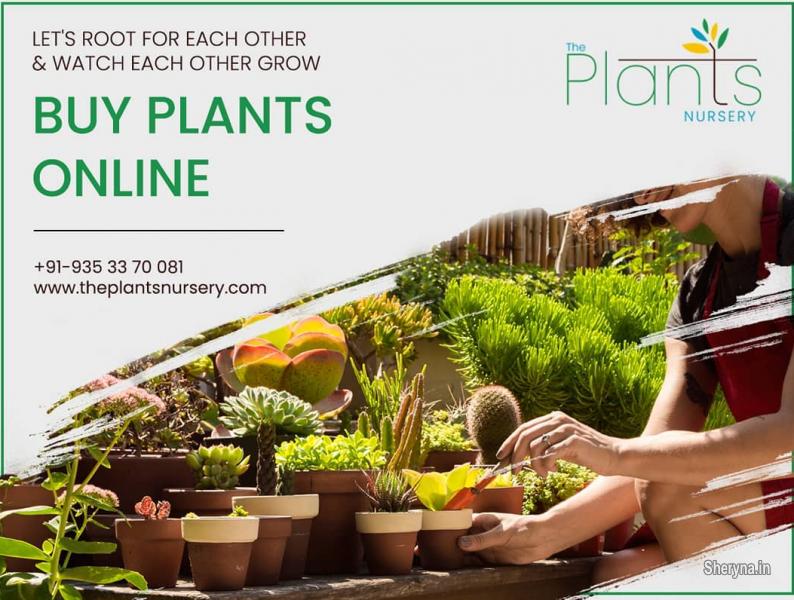 LET'S ROOT FOR EACH OTHER
& WATCH EACH OTHER GROW
BUY PLANTS
ONLINE
+91-935 33 70 081
www.theplantsnursery.com
The
Plants
NURSERY
Sheryna.in